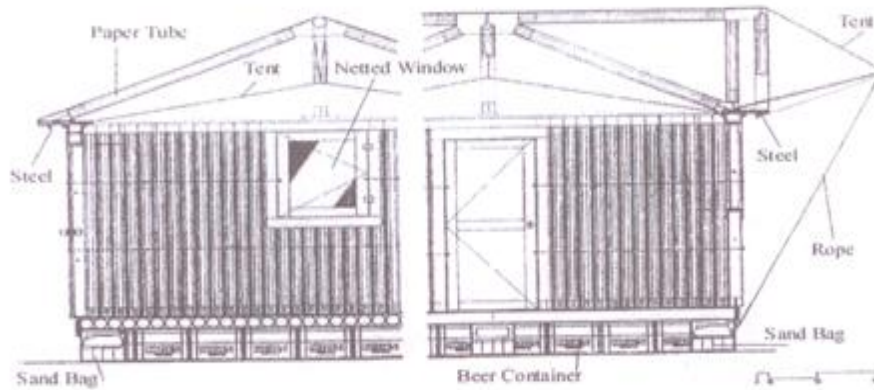 Paper Tube
Tent
Netted Window
Tent
Steel
Steel
Rope
Sand Bag
Sand Bag
Beer Container